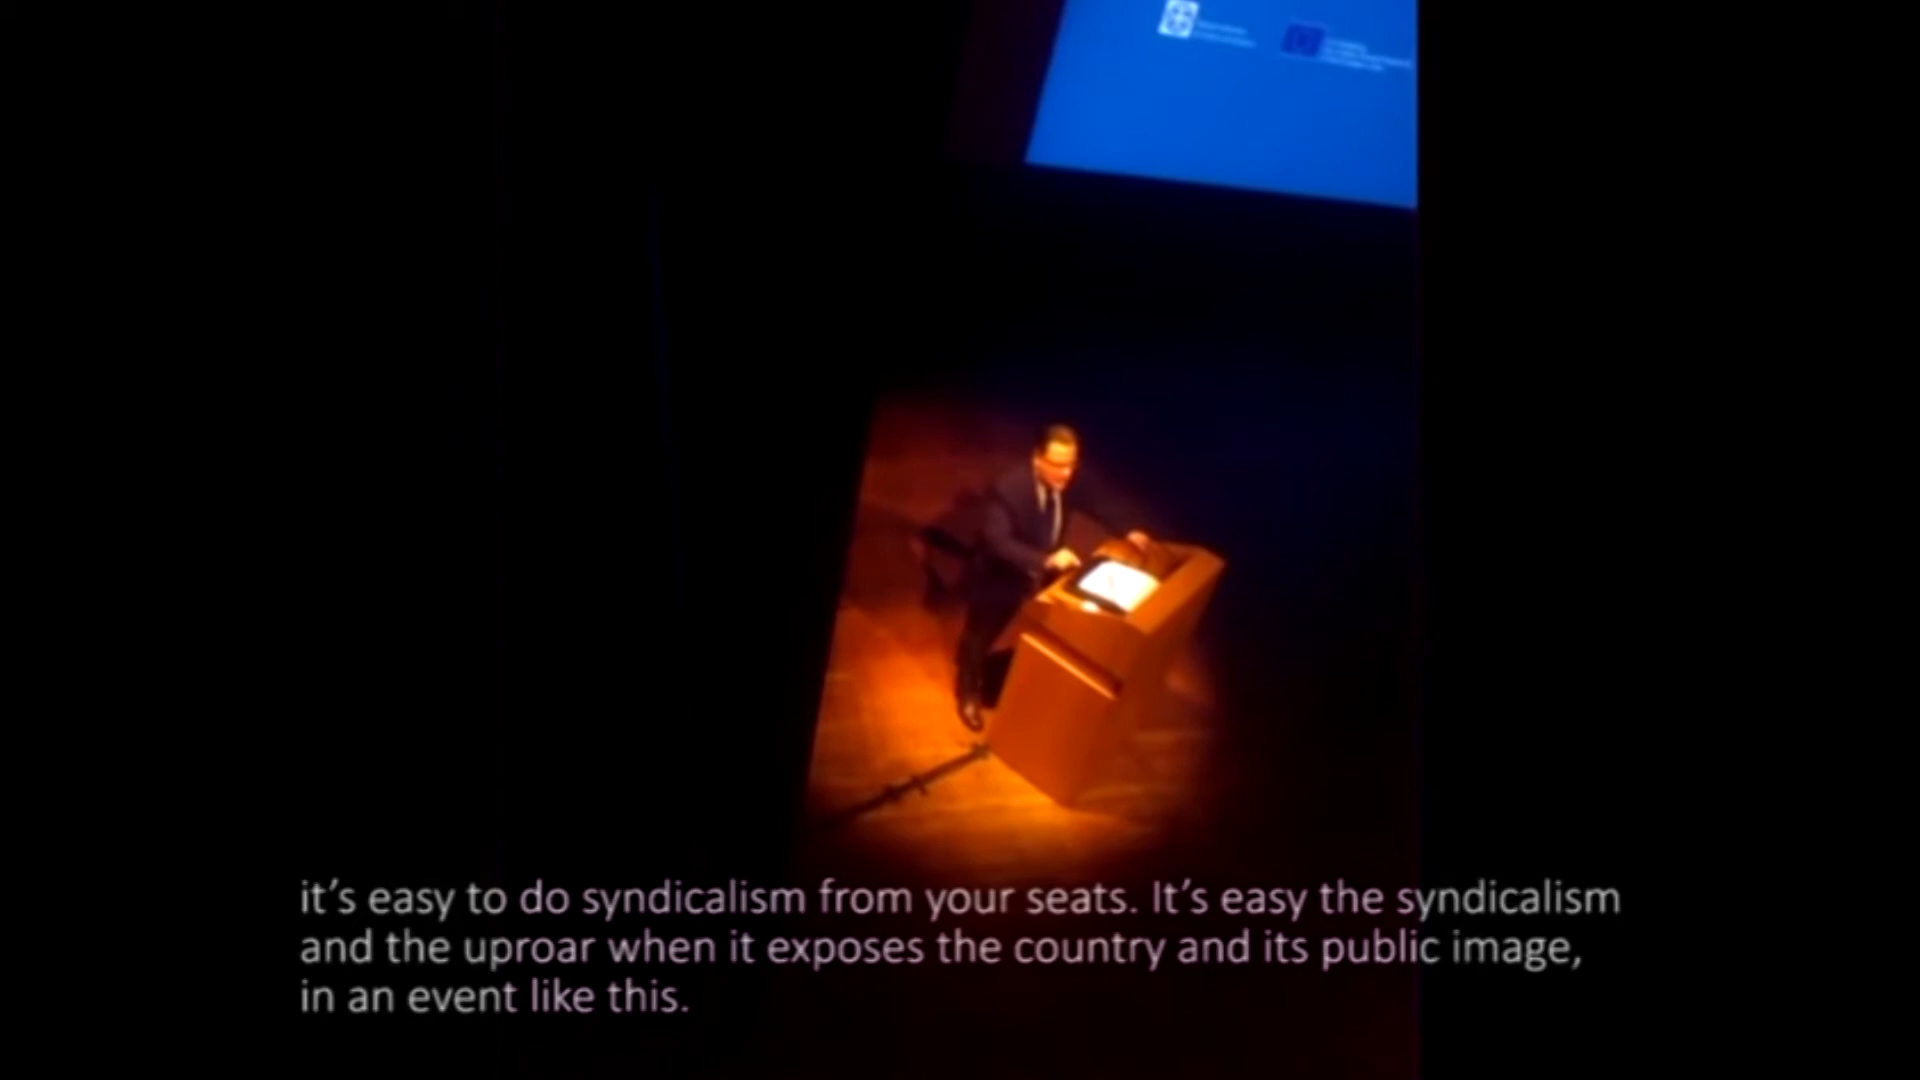 it’s easy to do syndicalism from your seats. It’s easy the syndicalism
and the uproar when it exposes the country and its public image,
in an event like this.